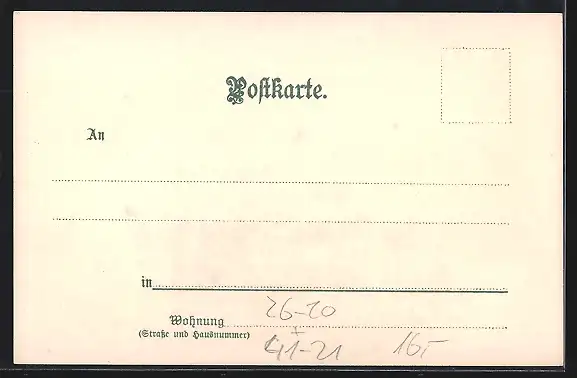 Postkarte.
An
in
Wohnung
(Straße und Hausnummer)
26-20
41-21
16,-